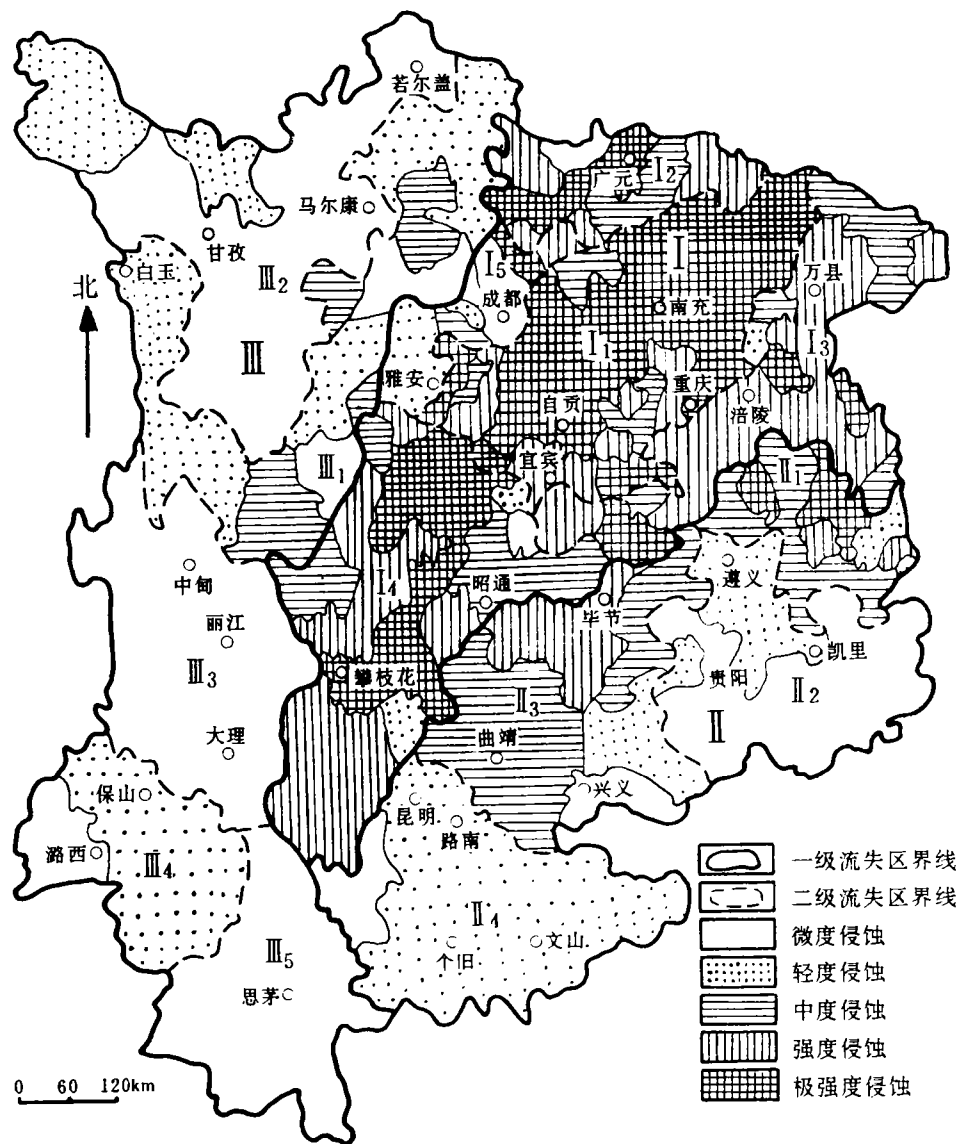 若尔盖
广元
I₂
马尔康
甘孜
白玉
北
Ⅲ₂
I₅
成都
I
万县
南充
I₁
I₃
Ⅲ
雅安
重庆
涪陵
自贡
宜宾
Ⅲ₁
Ⅱ₁
中甸
I₄
昭通
遵义
毕节
丽江
凯里
Ⅲ₃
攀枝花
贵阳
Ⅱ₂
Ⅱ₃
Ⅱ
大理
曲靖
保山
昆明
兴义
路南
潞西
Ⅲ₄
Ⅱ₄
个旧
文山
Ⅲ₅
思茅
一级流失区界线
二级流失区界线
微度侵蚀
轻度侵蚀
中度侵蚀
强度侵蚀
极强度侵蚀
0 60 120km